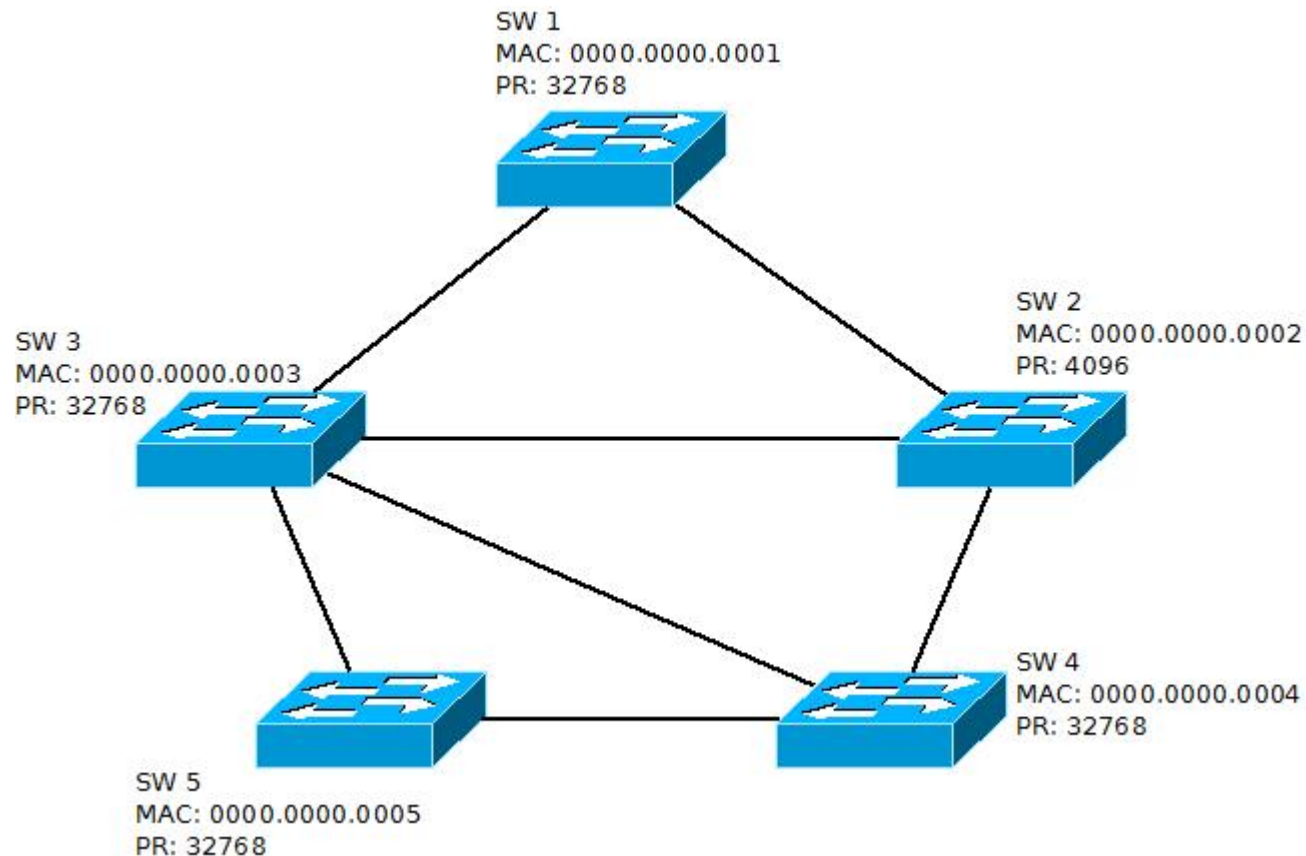 SW 1
MAC: 0000.0000.0001
PR: 32768
SW 2
MAC: 0000.0000.0002
PR: 4096
SW 3
MAC: 0000.0000.0003
PR: 32768
SW 4
MAC: 0000.0000.0004
PR: 32768
SW 5
MAC: 0000.0000.0005
PR: 32768